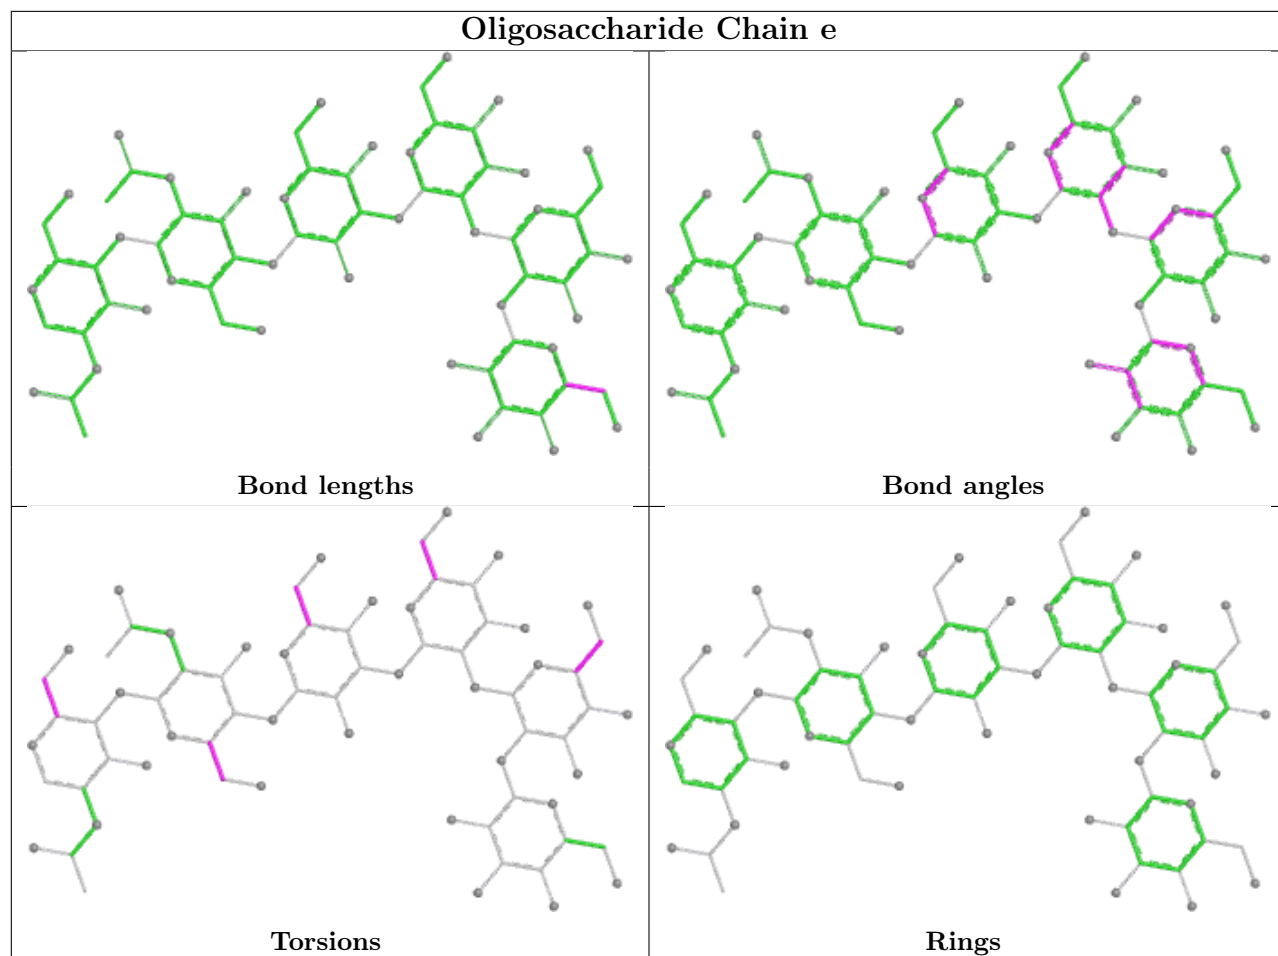 Oligosaccharide Chain e
Bond lengths
Bond angles
Torsions
Rings